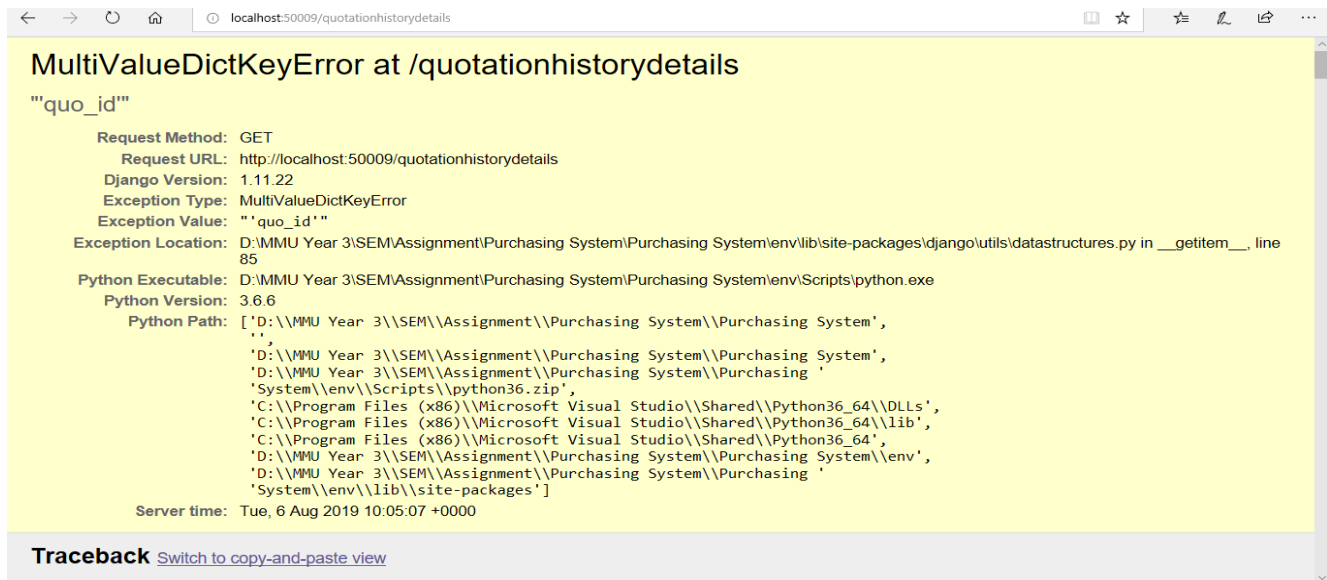 localhost:50009/quotationhistorydetails
MultiValueDictKeyError at /quotationhistorydetails
"'quo_id'"
Request Method: GET
Request URL: http://localhost:50009/quotationhistorydetails
Django Version: 1.11.22
Exception Type: MultiValueDictKeyError
Exception Value: "'quo_id'"
Exception Location: D:\MMU Year 3\SEM\Assignment\Purchasing System\Purchasing System\env\lib\site-packages\django\utils\datastructures.py in __getitem__, line
85
Python Executable: D:\MMU Year 3\SEM\Assignment\Purchasing System\Purchasing System\env\Scripts\python.exe
Python Version: 3.6.6
Python Path: ['D:\\MMU Year 3\\SEM\\Assignment\\Purchasing System\\Purchasing System',
'',
'D:\\MMU Year 3\\SEM\\Assignment\\Purchasing System\\Purchasing System',
'D:\\MMU Year 3\\SEM\\Assignment\\Purchasing System\\Purchasing '
'System\\env\\Scripts\\python36.zip',
'C:\\Program Files (x86)\\Microsoft Visual Studio\\Shared\\Python36_64\\DLLs',
'C:\\Program Files (x86)\\Microsoft Visual Studio\\Shared\\Python36_64\\lib',
'C:\\Program Files (x86)\\Microsoft Visual Studio\\Shared\\Python36_64',
'D:\\MMU Year 3\\SEM\\Assignment\\Purchasing System\\Purchasing System\\env',
'D:\\MMU Year 3\\SEM\\Assignment\\Purchasing System\\Purchasing '
'System\\env\\lib\\site-packages']
Server time: Tue, 6 Aug 2019 10:05:07 +0000
Traceback Switch to copy-and-paste view